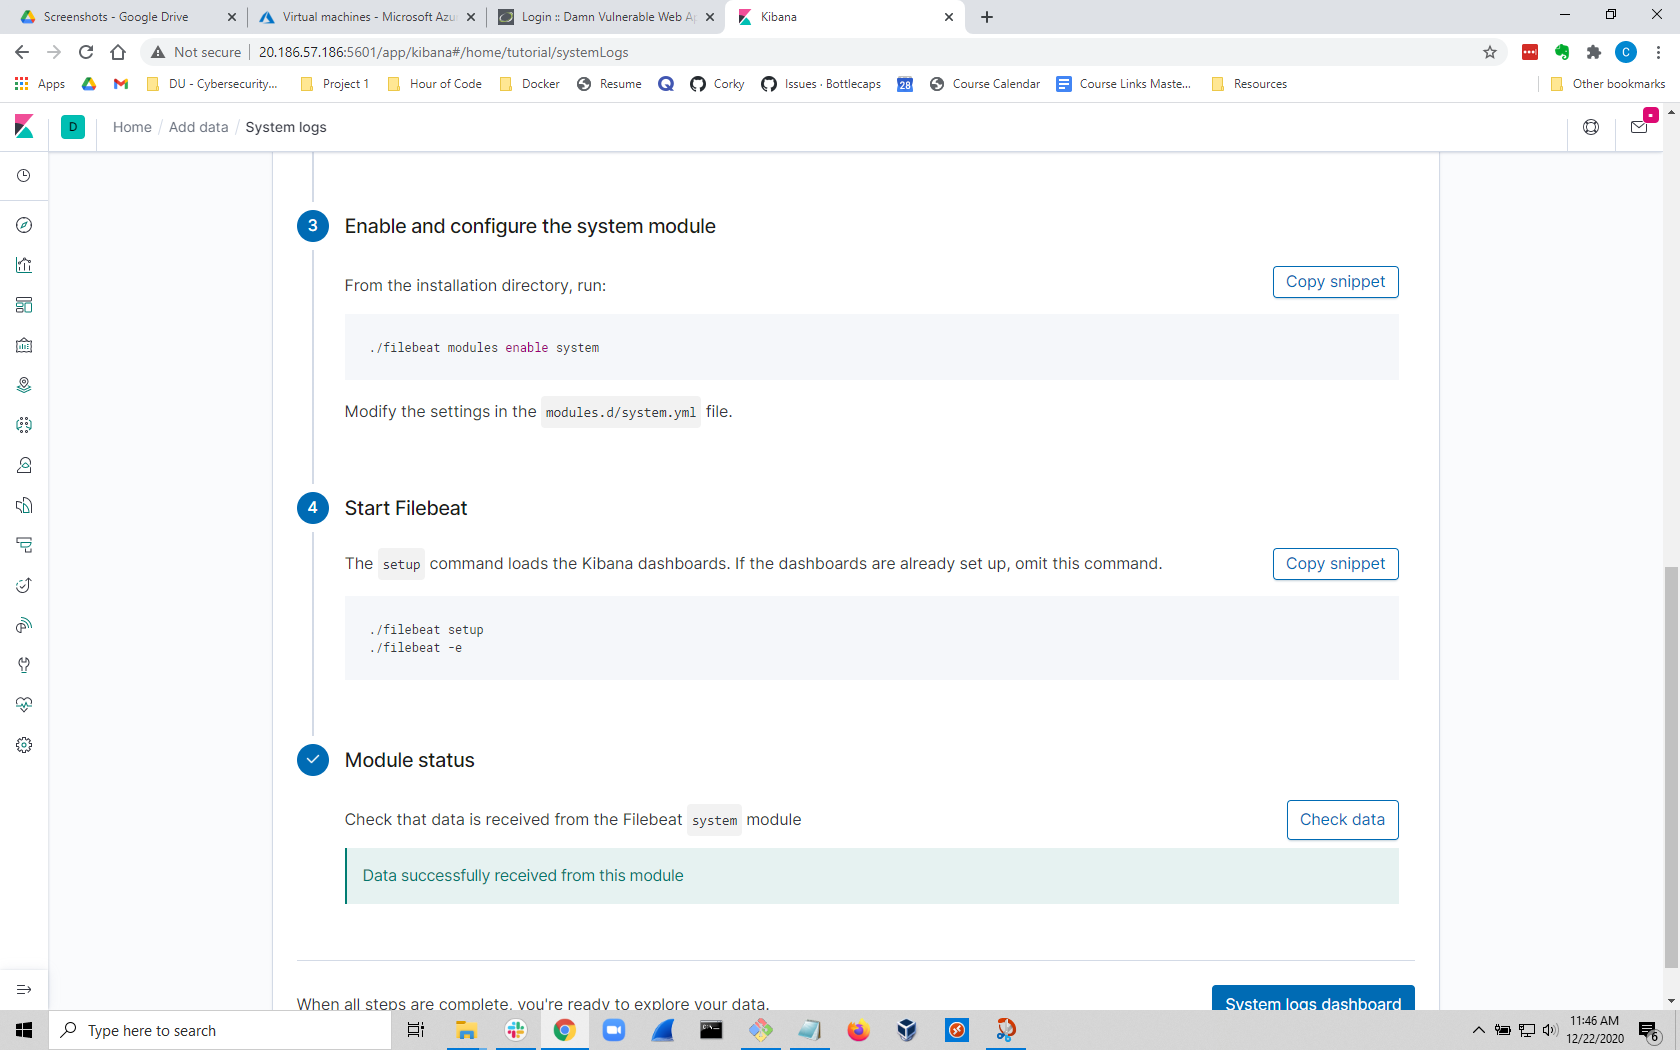 Screenshots - Google Drive
Virtual machines - Microsoft Azu
Login :: Damn Vulnerable Web Ap
Kibana
Not secure
20.186.57.186:5601/app/kibana#/home/tutorial/systemLogs
C
Apps
DU - Cybersecurity...
Project 1
Hour of Code
Docker
Resume
Corky
Issues · Bottlecaps
28
Course Calendar
Course Links Maste...
Resources
Other bookmarks
D
Home / Add data / System logs
3
Enable and configure the system module
From the installation directory, run:
Copy snippet
./filebeat modules enable system
Modify the settings in the modules.d/system.yml file.
4
Start Filebeat
The setup command loads the Kibana dashboards. If the dashboards are already set up, omit this command.
Copy snippet
./filebeat setup
./filebeat -e
Module status
Check that data is received from the Filebeat system module
Check data
Data successfully received from this module
When all steps are complete, you're ready to explore your data.
System logs dashboard
Type here to search
11:46 AM
12/22/2020
6